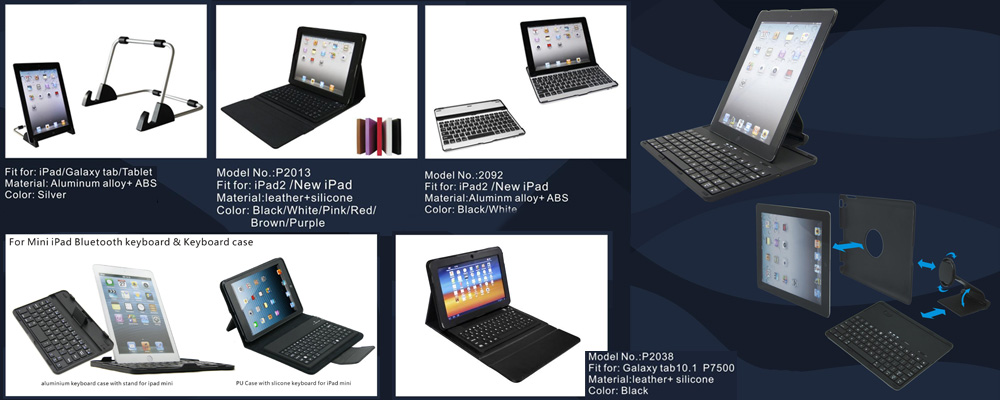 Fit for: iPad/Galaxy tab/Tablet
Material: Aluminum alloy+ ABS
Color: Silver
Model No.:P2013
Fit for: iPad2 /New iPad
Material:leather+silicone
Color: Black/White/Pink/Red/
Brown/Purple
Model No.:2092
Fit for: iPad2 /New iPad
Material:Aluminm alloy+ ABS
Color: Black/White
For Mini iPad Bluetooth keyboard & Keyboard case
aluminium keyboard case with stand for ipad mini
PU Case with slicone keyboard for iPad mini
Model No.:P2038
Fit for: Galaxy tab10.1 P7500
Material:leather+ silicone
Color: Black